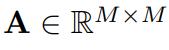 𝐀 ∈ ℝ^{M×M}